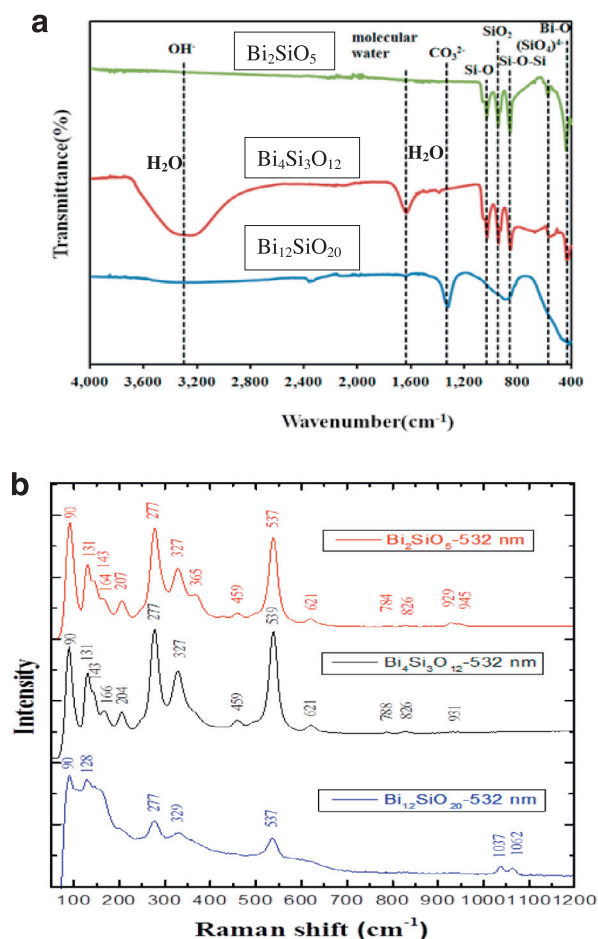 a
OH⁻
Bi₂SiO₅
molecular
water
CO₃²⁻
Si-O
SiO₂
Si-O-Si
(SiO₄)⁴⁻
Bi-O
H₂O
Bi₄Si₃O₁₂
H₂O
Bi₁₂SiO₂₀
Transmittance(%)
4,000 3,600 3,200 2,800 2,400 2,000 1,600 1,200 800 400
Wavenumber(cm⁻¹)
b
90 131 143 164 207 277 327 365 459 537 621 784 826 929 945
Bi₂SiO₅-532 nm
90 131 143 166 204 277 327 459 539 621 788 826 931
Bi₄Si₃O₁₂-532 nm
90 128 277 329 537 1037 1062
Bi₁₂SiO₂₀-532 nm
Intensity
100 200 300 400 500 600 700 800 900 1000 1100 1200
Raman shift (cm⁻¹)